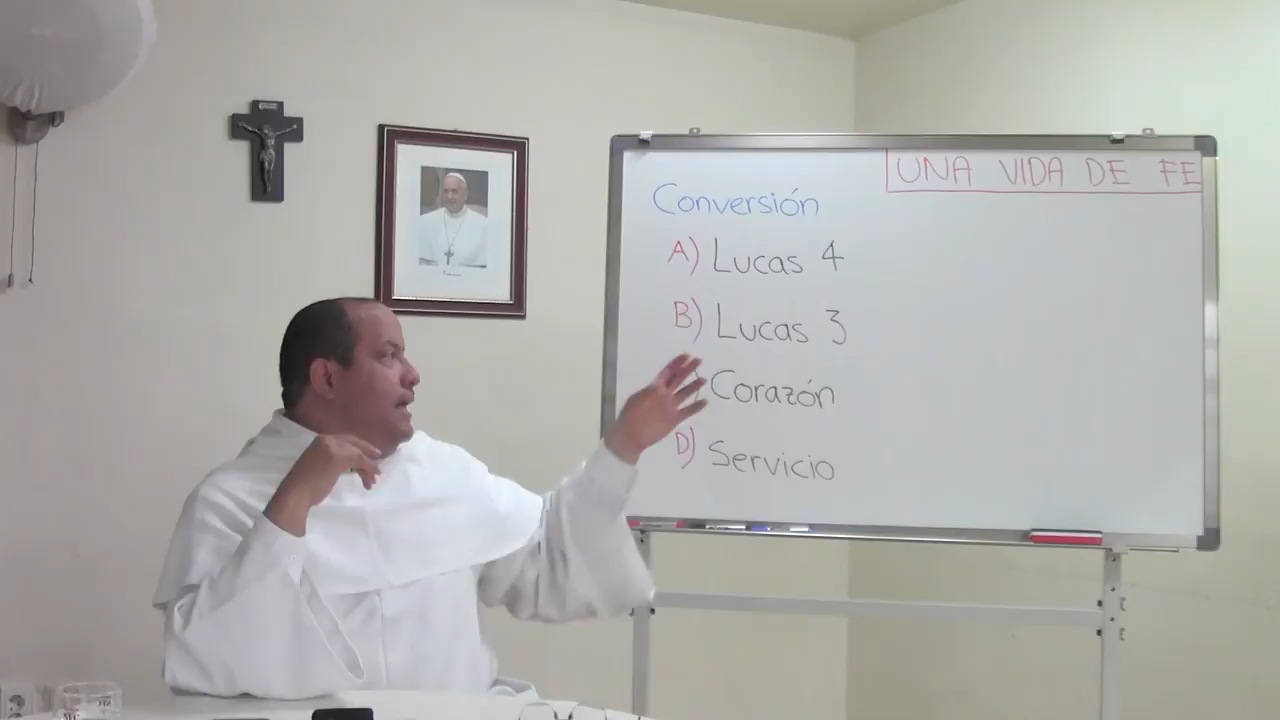 UNA VIDA DE FE
Conversión
A) Lucas 4
B) Lucas 3
) Corazón
D) Servicio